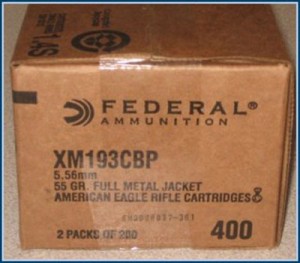 FEDERAL®
AMMUNITION
XM193CBP
5.56mm
55 GR. FULL METAL JACKET
AMERICAN EAGLE RIFLE CARTRIDGES
2 PACKS OF 200
400